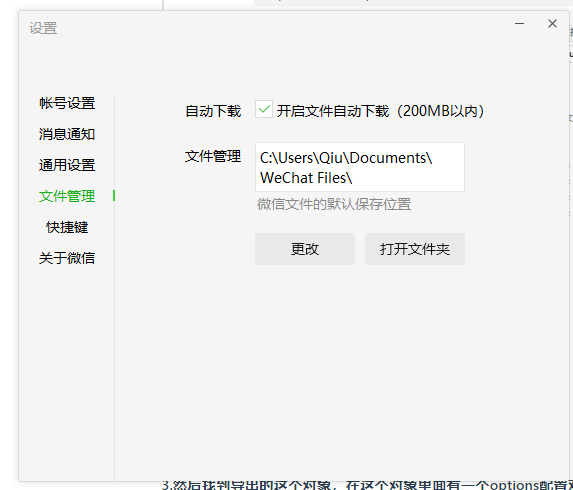 设置
帐号设置
消息通知
通用设置
文件管理
快捷键
关于微信
自动下载 开启文件自动下载（200MB以内）
文件管理 C:\Users\Qiu\Documents\
WeChat Files\
微信文件的默认保存位置
更改 打开文件夹
3.然后找到导出的这个对象，在这个对象里面有一个options配置